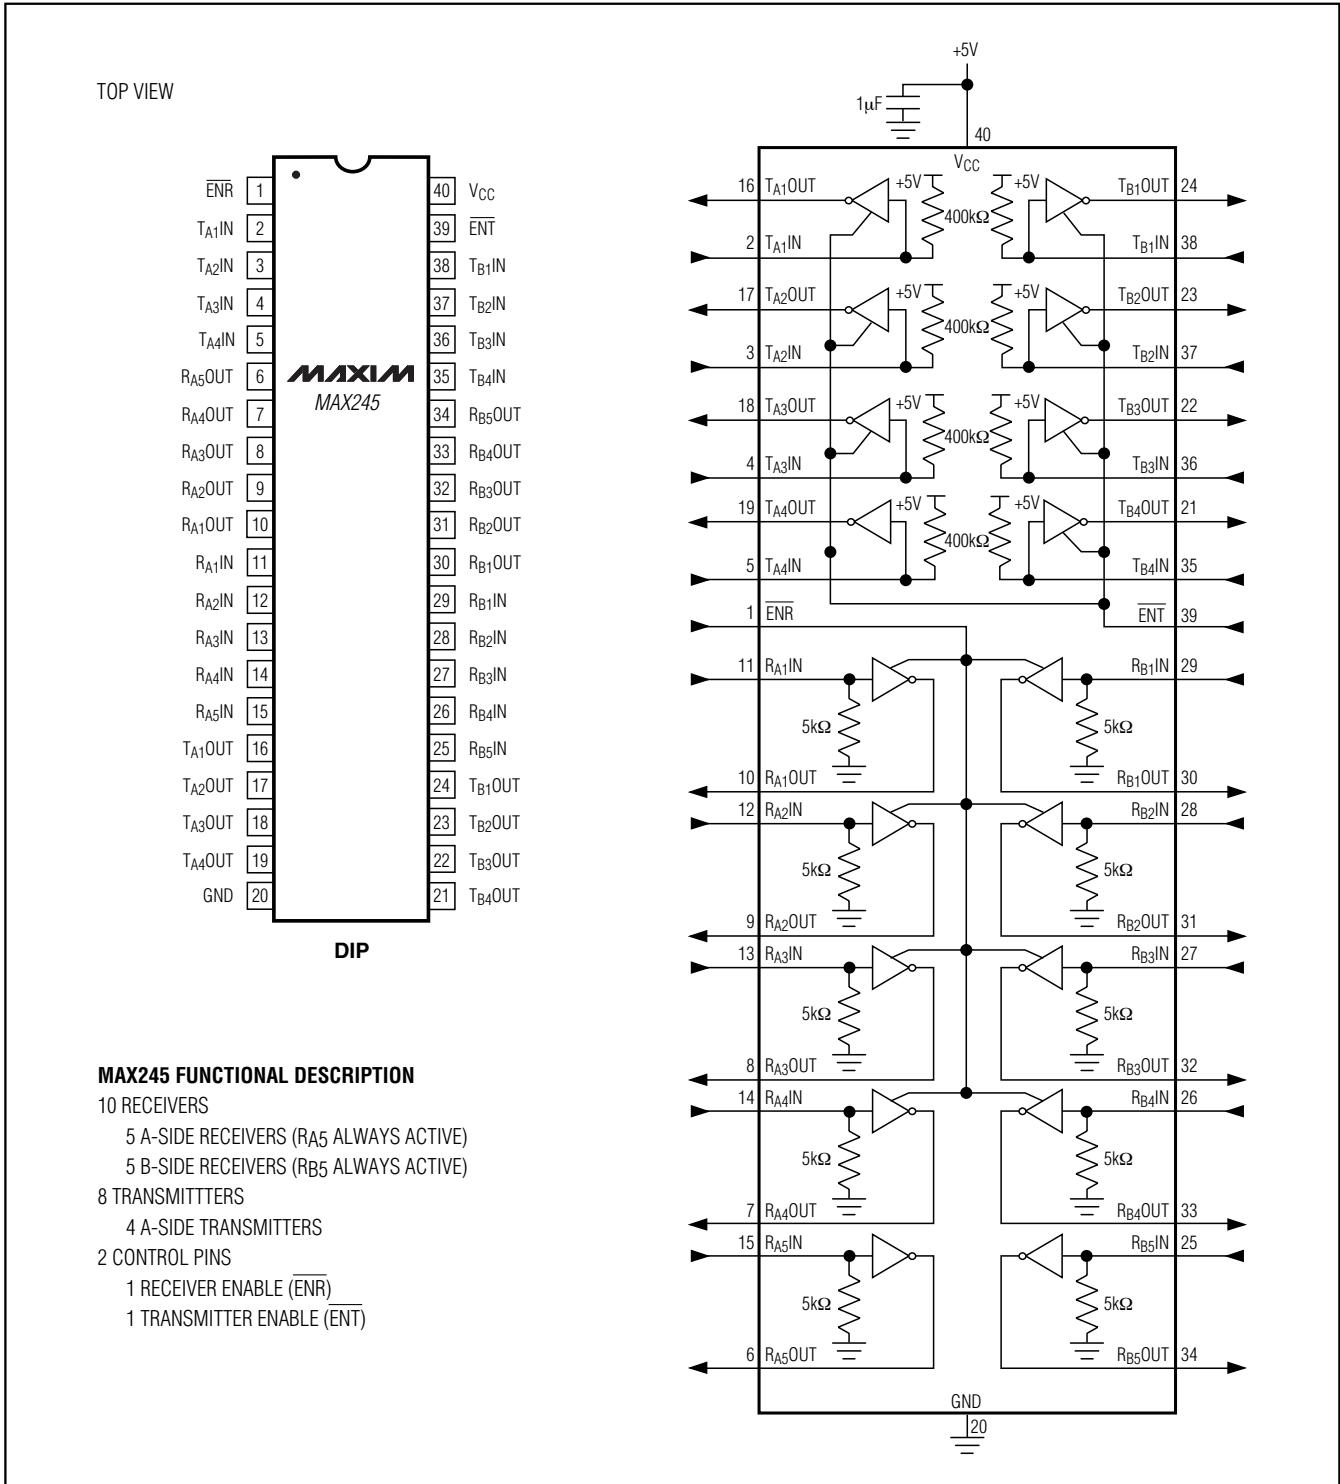 TOP VIEW
ENR 1
TA1IN 2
TA2IN 3
TA3IN 4
TA4IN 5
RA5OUT 6
RA4OUT 7
RA3OUT 8
RA2OUT 9
RA1OUT 10
RA1IN 11
RA2IN 12
RA3IN 13
RA4IN 14
RA5IN 15
TA1OUT 16
TA2OUT 17
TA3OUT 18
TA4OUT 19
GND 20
MAXIM
MAX245
40 VCC
39 ENT
38 TB1IN
37 TB2IN
36 TB3IN
35 TB4IN
34 RB5OUT
33 RB4OUT
32 RB3OUT
31 RB2OUT
30 RB1OUT
29 RB1IN
28 RB2IN
27 RB3IN
26 RB4IN
25 RB5IN
24 TB1OUT
23 TB2OUT
22 TB3OUT
21 TB4OUT
DIP
MAX245 FUNCTIONAL DESCRIPTION
10 RECEIVERS
5 A-SIDE RECEIVERS (RA5 ALWAYS ACTIVE)
5 B-SIDE RECEIVERS (RB5 ALWAYS ACTIVE)
8 TRANSMITTTERS
4 A-SIDE TRANSMITTERS
2 CONTROL PINS
1 RECEIVER ENABLE (ENR)
1 TRANSMITTER ENABLE (ENT)
+5V
1μF
40
VCC
16 TA1OUT +5V +5V TB1OUT 24
400kΩ
2 TA1IN TB1IN 38
17 TA2OUT +5V +5V TB2OUT 23
400kΩ
3 TA2IN TB2IN 37
18 TA3OUT +5V +5V TB3OUT 22
400kΩ
4 TA3IN TB3IN 36
19 TA4OUT +5V +5V TB4OUT 21
400kΩ
5 TA4IN TB4IN 35
1 ENR ENT 39
11 RA1IN RB1IN 29
5kΩ 5kΩ
10 RA1OUT RB1OUT 30
12 RA2IN RB2IN 28
5kΩ 5kΩ
9 RA2OUT RB2OUT 31
13 RA3IN RB3IN 27
5kΩ 5kΩ
8 RA3OUT RB3OUT 32
14 RA4IN RB4IN 26
5kΩ 5kΩ
7 RA4OUT RB4OUT 33
15 RA5IN RB5IN 25
5kΩ 5kΩ
6 RA5OUT RB5OUT 34
GND
20